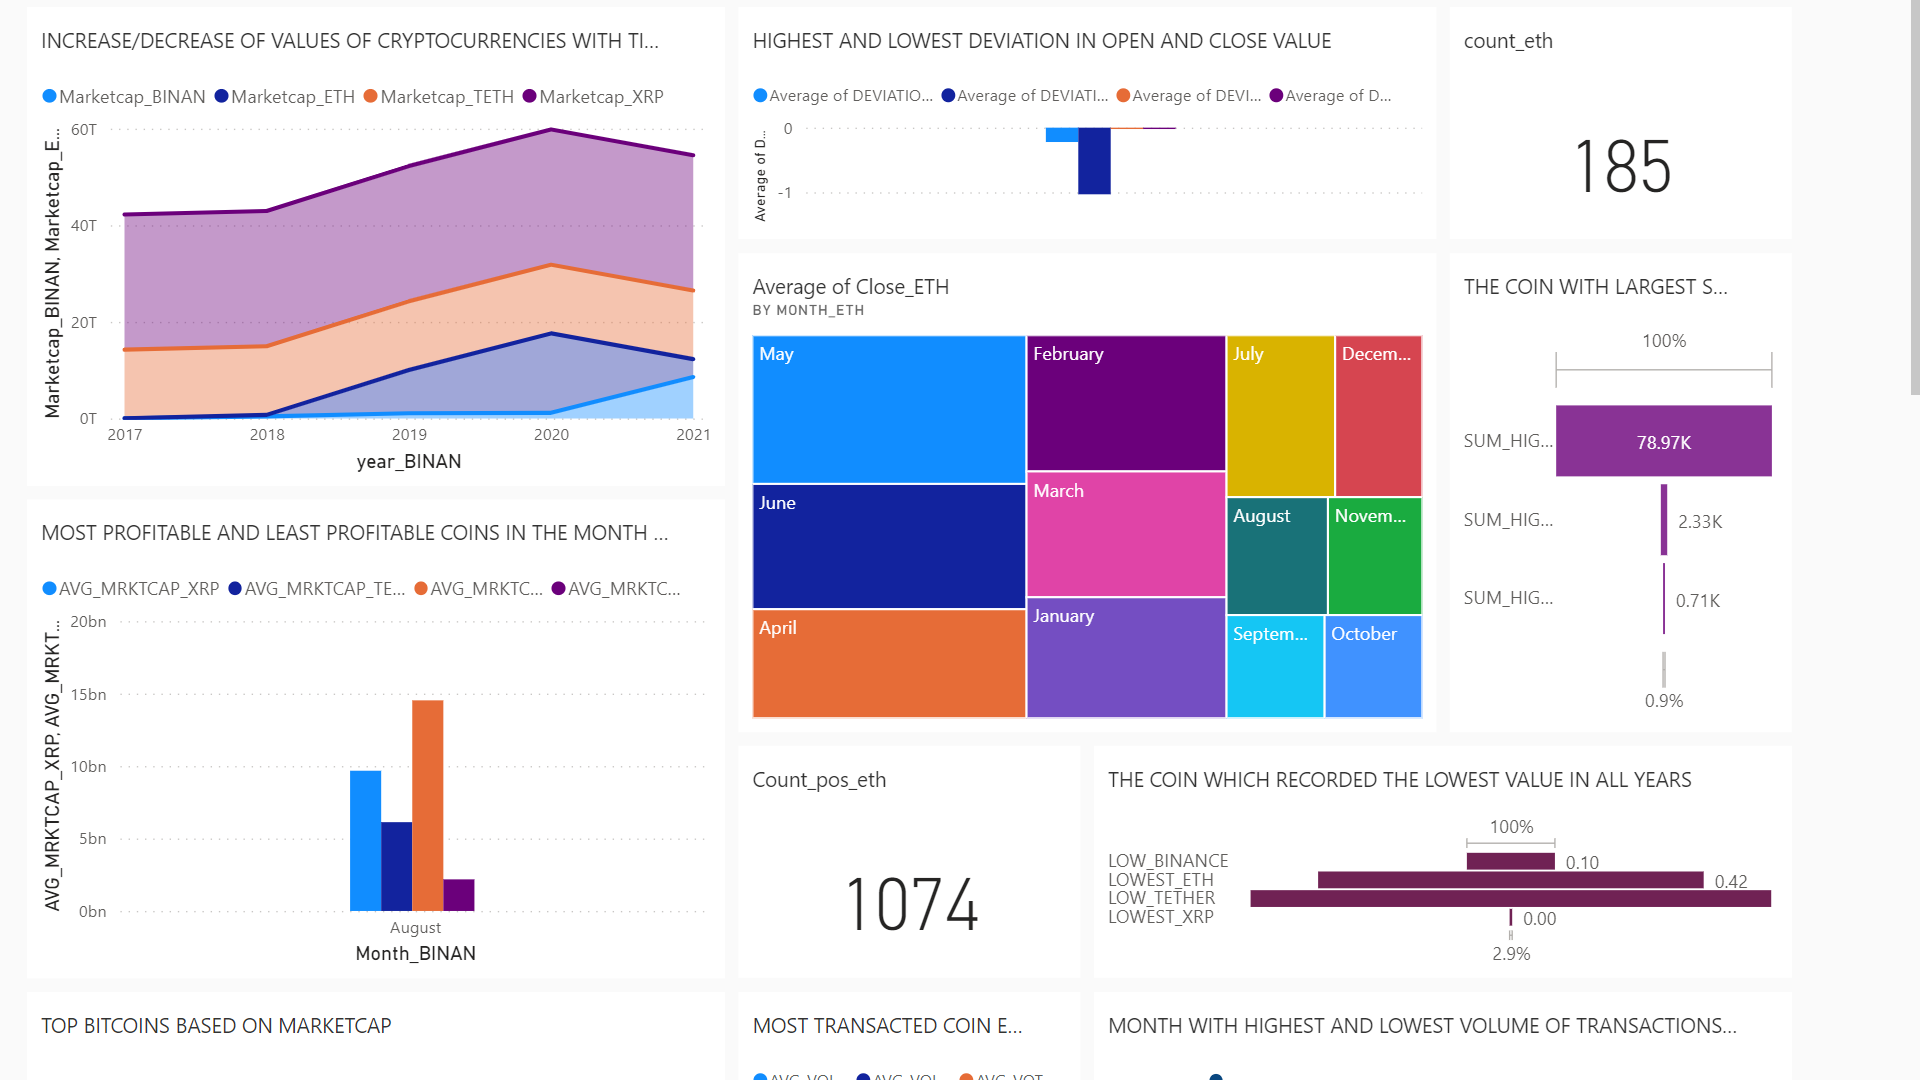 INCREASE/DECREASE OF VALUES OF CRYPTOCURRENCIES WITH TI...
Marketcap_BINAN Marketcap_ETH Marketcap_TETH Marketcap_XRP
Marketcap_BINAN, Marketcap_E...
60T
40T
20T
0T
2017 2018 2019 2020 2021
year_BINAN
HIGHEST AND LOWEST DEVIATION IN OPEN AND CLOSE VALUE
Average of DEVIATIO... Average of DEVIATI... Average of DEVI... Average of D...
Average of D...
0
-1
count_eth
185
Average of Close_ETH
BY MONTH_ETH
May
June
April
February
March
January
July
Decem...
August
Novem...
Septem...
October
THE COIN WITH LARGEST S...
100%
SUM_HIG... 78.97K
SUM_HIG... 2.33K
SUM_HIG... 0.71K
0.9%
MOST PROFITABLE AND LEAST PROFITABLE COINS IN THE MONTH ...
AVG_MRKTCAP_XRP AVG_MRKTCAP_TE... AVG_MRKTC... AVG_MRKTC...
AVG_MRKTCAP_XRP, AVG_MRKT...
20bn
15bn
10bn
5bn
0bn
August
Month_BINAN
Count_pos_eth
1074
THE COIN WHICH RECORDED THE LOWEST VALUE IN ALL YEARS
100%
LOW_BINANCE 0.10
LOWEST_ETH 0.42
LOW_TETHER
LOWEST_XRP 0.00
2.9%
TOP BITCOINS BASED ON MARKETCAP
MOST TRANSACTED COIN E...
MONTH WITH HIGHEST AND LOWEST VOLUME OF TRANSACTIONS...